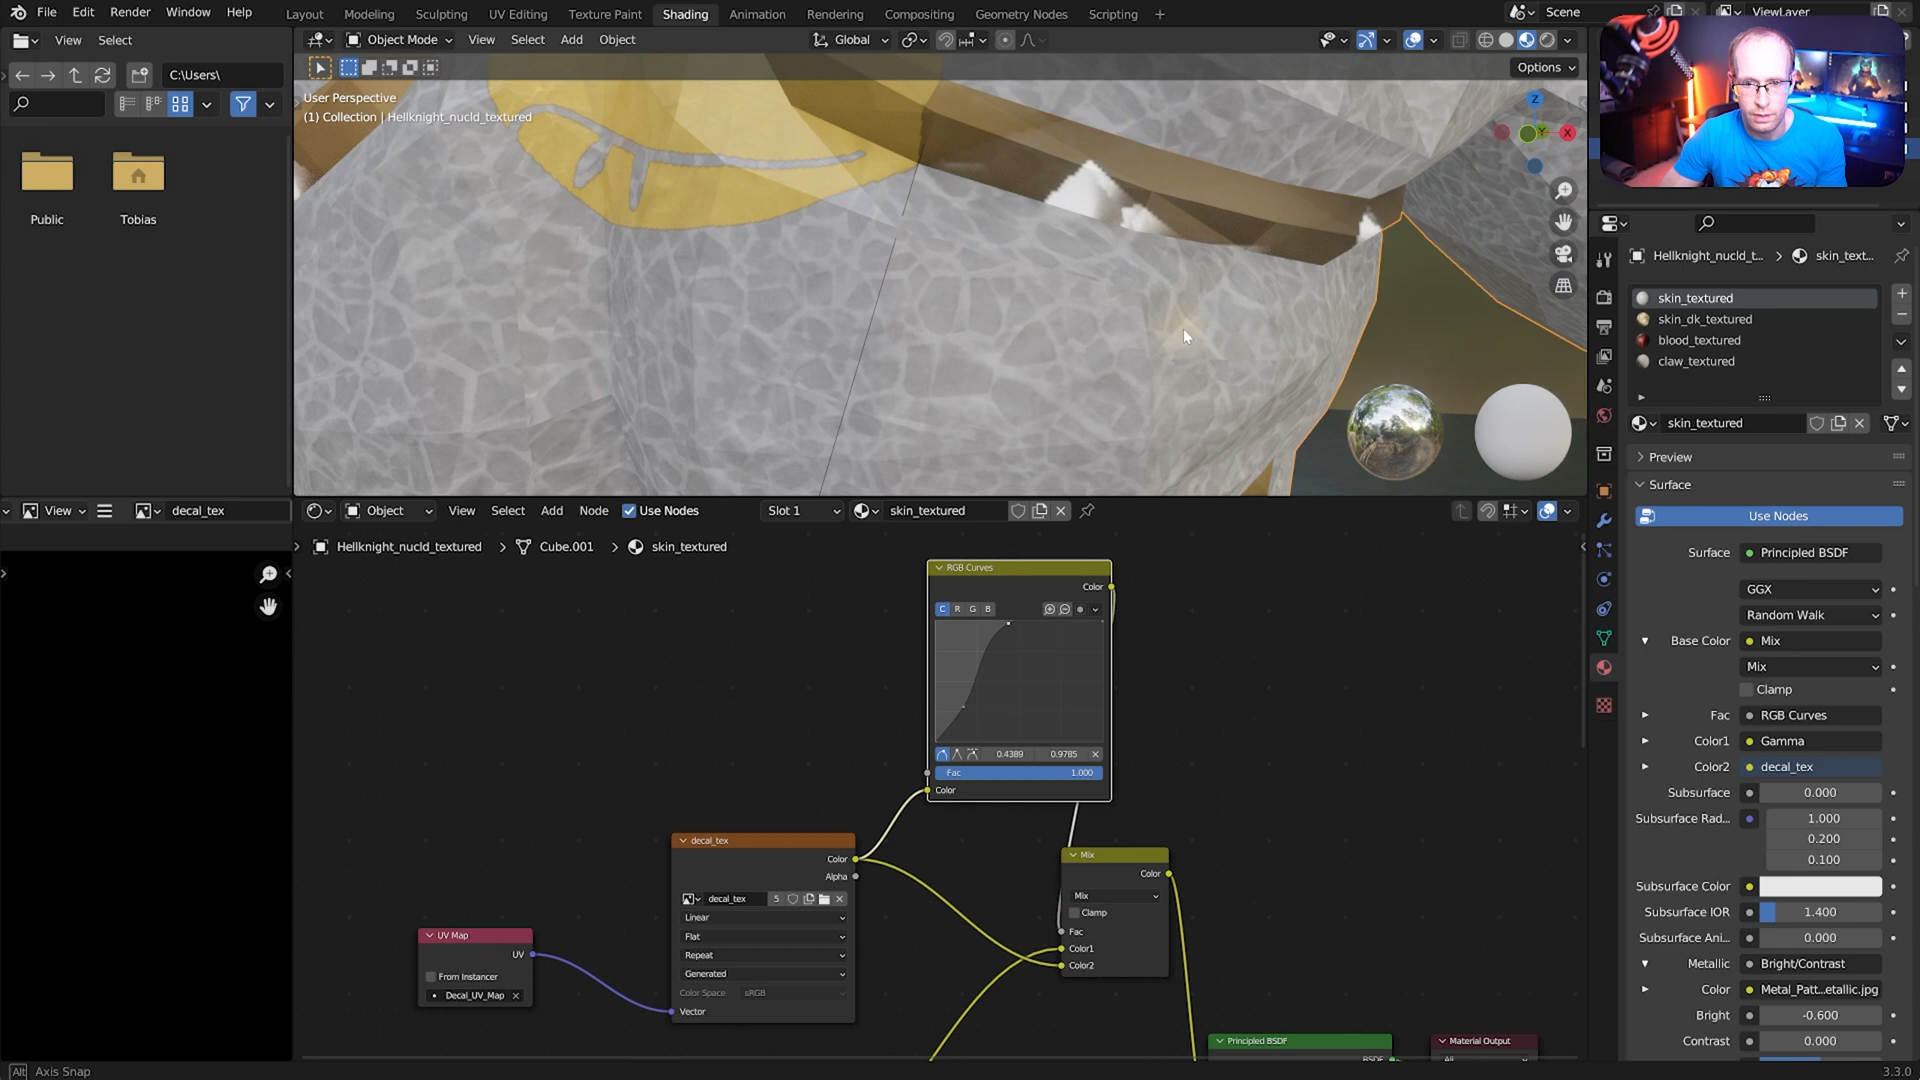 File Edit Render Window Help
Layout Modeling Sculpting UV Editing Texture Paint Shading Animation Rendering Compositing Geometry Nodes Scripting +
Scene ViewLayer
View Select
Object Mode View Select Add Object
Global
Options
C:\Users\
Public Tobias
User Perspective
(1) Collection | Hellknight_nucld_textured
Z
Y
X
Hellknight_nucld_t... > skin_text...
skin_textured
skin_dk_textured
blood_textured
claw_textured
skin_textured
Preview
Surface
Use Nodes
Surface Principled BSDF
GGX
Random Walk
Base Color Mix
Mix
Clamp
Fac RGB Curves
Color1 Gamma
Color2 decal_tex
Subsurface 0.000
Subsurface Rad... 1.000
0.200
0.100
Subsurface Color
Subsurface IOR 1.400
Subsurface Ani... 0.000
Metallic Bright/Contrast
Color Metal_Patt...etallic.jpg
Bright -0.600
Contrast 0.000
View decal_tex
Object View Select Add Node Use Nodes Slot 1 skin_textured
Hellknight_nucld_textured > Cube.001 > skin_textured
RGB Curves
Color
C R G B
0.4389 0.9785
Fac 1.000
Color
decal_tex
Color
Alpha
decal_tex 5
Linear
Flat
Repeat
Generated
Color Space sRGB
Vector
UV Map
UV
From Instancer
Decal_UV_Map
Mix
Color
Mix
Clamp
Fac
Color1
Color2
Principled BSDF
BSDF
Material Output
All
Alt Axis Snap
3.3.0